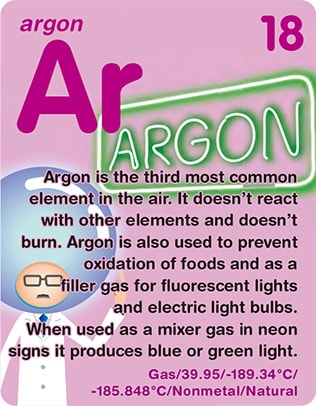 argon
18
Ar
ARGON
Argon is the third most common
element in the air. It doesn't react
with other elements and doesn't
burn. Argon is also used to prevent
oxidation of foods and as a
filler gas for fluorescent lights
and electric light bulbs.
When used as a mixer gas in neon
signs it produces blue or green light.
Gas/39.95/-189.34°C/
-185.848°C/Nonmetal/Natural